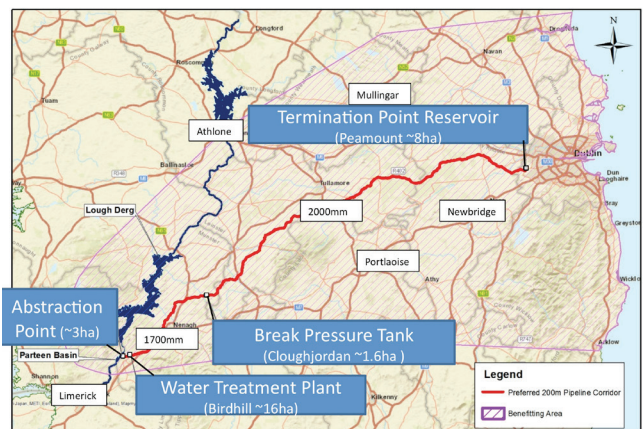 Longford
Drogheda
Roscommon
Navan
Tuam
Mullingar
Termination Point Reservoir
(Peamount ~8ha)
Athlone
Dublin
Ballinasloe
Dun
Laoghaire
Tullamore
Bray
Lough Derg
2000mm
Newbridge
Greystones
Portlaoise
Wicklow
Athy
Abstraction
Point (~3ha)
Nenagh
1700mm
Break Pressure Tank
(Cloughjordan ~1.6ha )
Arklow
Parteen Basin
Water Treatment Plant
(Birdhill ~16ha)
Shannon
Limerick
Kilkenny
N
Legend
Preferred 200m Pipeline Corridor
Benefitting Area